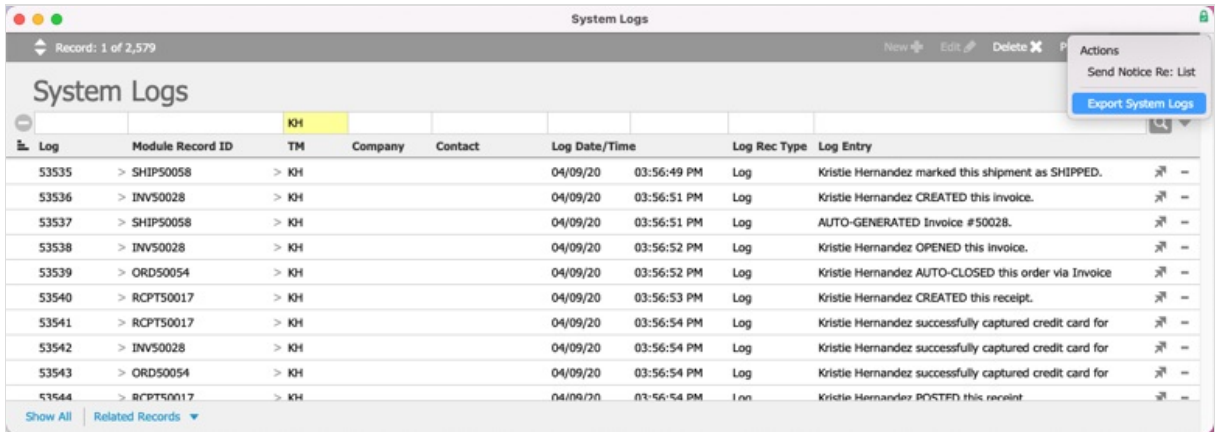 System Logs
Record: 1 of 2,579 New Edit Delete P
Actions
Send Notice Re: List
Export System Logs
System Logs
KH
Log Module Record ID TM Company Contact Log Date/Time Log Rec Type Log Entry
53535 > SHIP50058 > KH 04/09/20 03:56:49 PM Log Kristie Hernandez marked this shipment as SHIPPED.
53536 > INV50028 > KH 04/09/20 03:56:51 PM Log Kristie Hernandez CREATED this invoice.
53537 > SHIP50058 > KH 04/09/20 03:56:51 PM Log AUTO-GENERATED Invoice #50028.
53538 > INV50028 > KH 04/09/20 03:56:52 PM Log Kristie Hernandez OPENED this invoice.
53539 > ORD50054 > KH 04/09/20 03:56:52 PM Log Kristie Hernandez AUTO-CLOSED this order via Invoice
53540 > RCPT50017 > KH 04/09/20 03:56:53 PM Log Kristie Hernandez CREATED this receipt.
53541 > RCPT50017 > KH 04/09/20 03:56:54 PM Log Kristie Hernandez successfully captured credit card for
53542 > INV50028 > KH 04/09/20 03:56:54 PM Log Kristie Hernandez successfully captured credit card for
53543 > ORD50054 > KH 04/09/20 03:56:54 PM Log Kristie Hernandez successfully captured credit card for
53544 > RCPT50017 > KH 04/09/20 03:56:54 PM Log Kristie Hernandez POSTED this receipt
Show All Related Records